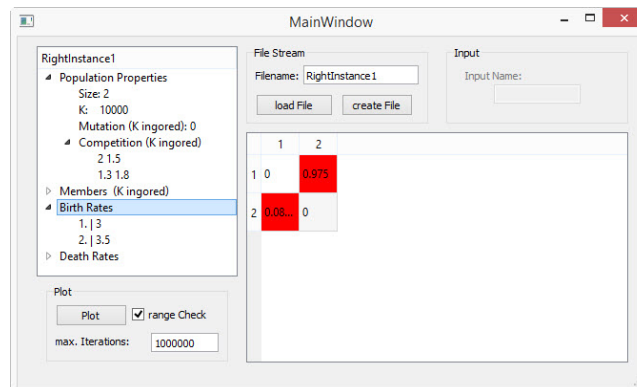 MainWindow
RightInstance1
Population Properties
Size: 2
K: 10000
Mutation (K ingored): 0
Competition (K ingored)
2 1.5
1.3 1.8
Members (K ingored)
Birth Rates
1. | 3
2. | 3.5
Death Rates
File Stream
Filename: RightInstance1
load File create File
Input
Input Name:
1 2
1 0 0.975
2 0.08... 0
Plot
Plot range Check
max. Iterations: 1000000